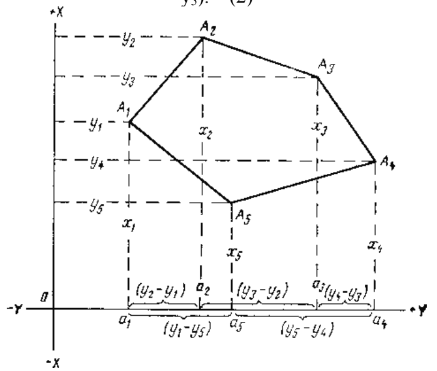 y₃). (2)
+X
A₂
y₂
A₃
y₃
A₁
y₁
x₂
x₃
y₄
A₄
y₅
A₅
x₁
x₅
x₄
(y₂−y₁) a₂ (y₃−y₂) a₃ (y₄−y₃)
−Y 0 +Y
a₁ (y₁−y₅) a₅ (y₅−y₄) a₄
−X